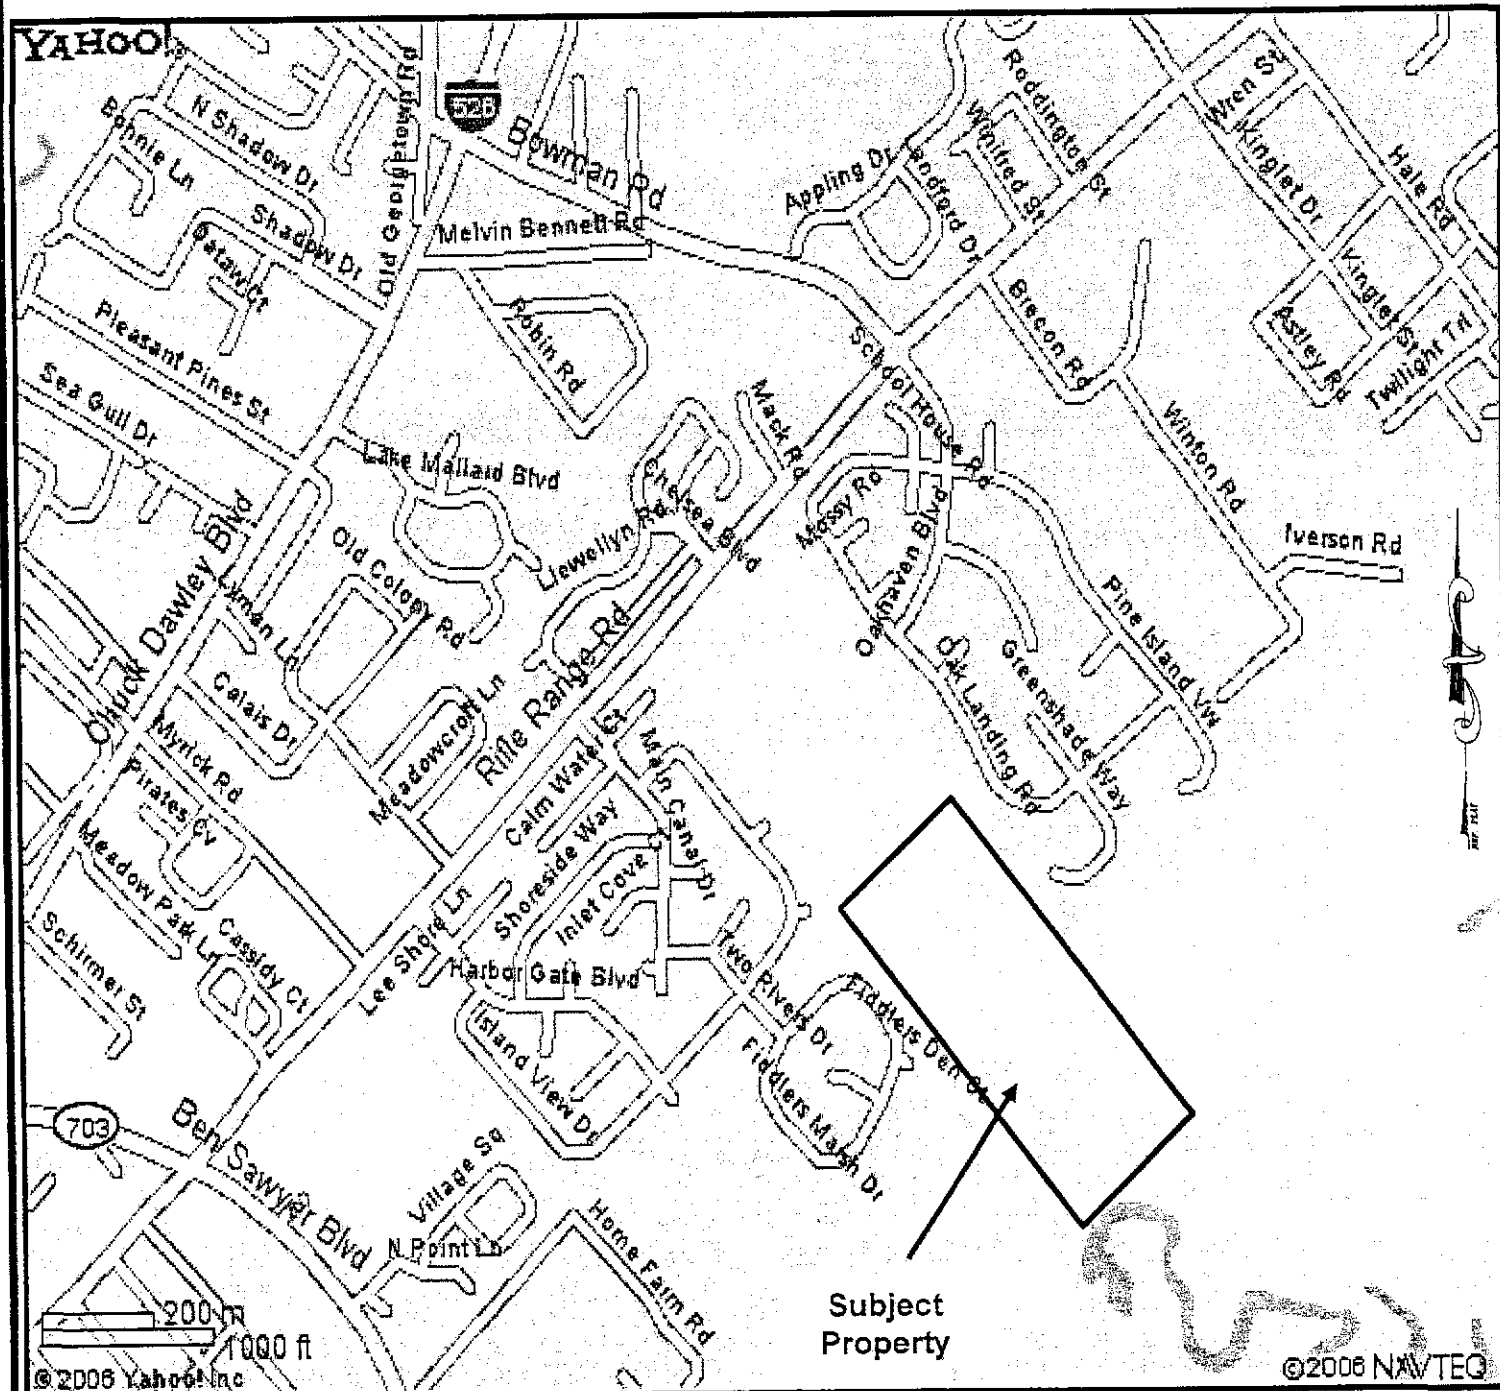 YAHOO!
528
N Shadow Dr
Bonnie Ln
Old Georgetown Rd
Bowman Rd
Roddington St
Wren St
Winifred St
Kinglet Dr
Hale Rd
Appling Dr
Shadow Dr
Melvin Bennett Rd
Pleasant Pines St
Robin Rd
Brecon Rd
Kinglet St
Astley Rd
Twilight Trl
Sea Gull Dr
School House Rd
Mack Rd
Winton Rd
Lake Mallard Blvd
Chelsea Blvd
Mossy Rd
Llewellyn Rd
Old Colony Rd
Iverson Rd
Oakhaven Blvd
Pine Island Vw
Chuck Dawley Blvd
Lyman Ln
Calais Dr
Rifle Range Rd
Oak Landing Rd
Greenshade Way
Meadowcroft Ln
Myrick Rd
Pirates Cv
Calm Water Ct
Main Canal Dr
Meadow Park Ln
Shoreside Way
Inlet Cove
Cassidy Ct
Schirmer St
Lee Shore Ln
Harbor Gate Blvd
Two Rivers Dr
Fiddlers Den Ct
Island View Dr
Fiddlers Marsh Dr
703
Ben Sawyer Blvd
Village Sq
N Point Ln
Home Farm Rd
Subject
Property
200 m
1000 ft
©2006 Yahoo! Inc
©2006 NAVTEQ